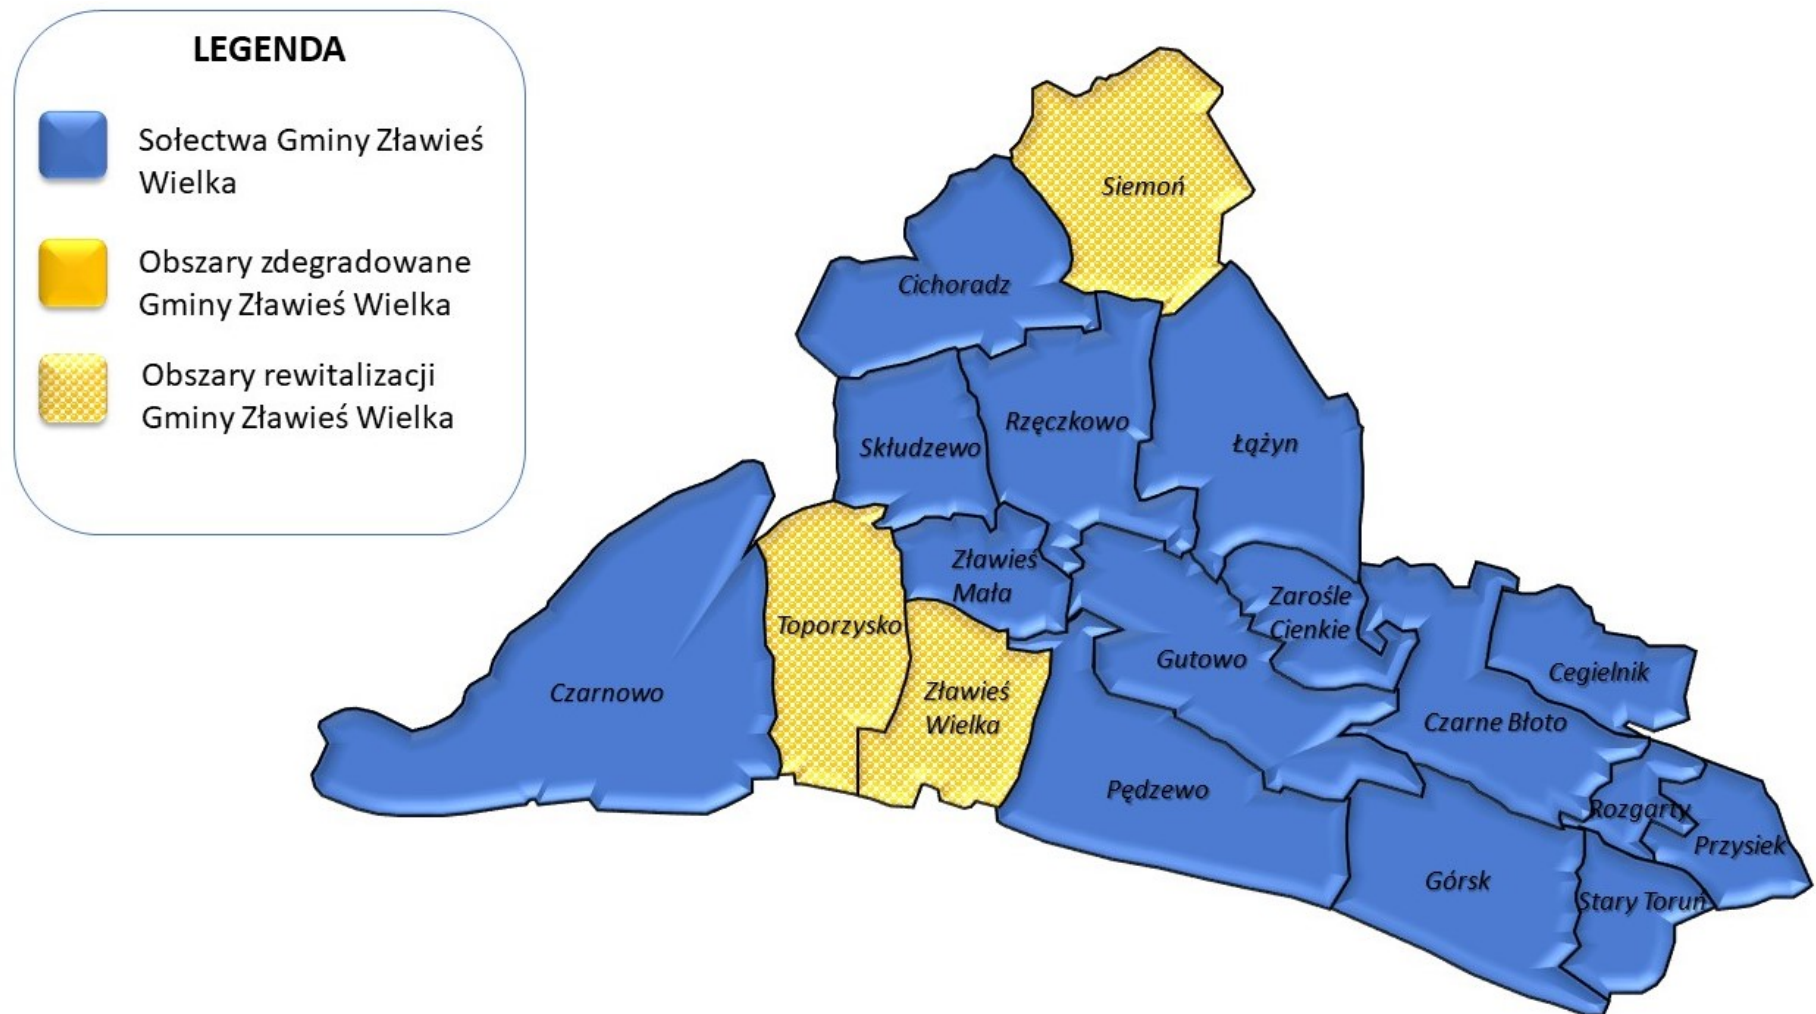 LEGENDA
Sołectwa Gminy Zławieś
Wielka
Obszary zdegradowane
Gminy Zławieś Wielka
Obszary rewitalizacji
Gminy Zławieś Wielka
Siemoń
Cichoradz
Rzęczkowo
Skłudzewo
Łążyn
Zławieś
Mała
Zarośle
Cienkie
Toporzysko
Gutowo
Cegielnik
Czarnowo
Zławieś
Wielka
Czarne Błoto
Pędzewo
Rozgarty
Przysiek
Górsk
Stary Toruń